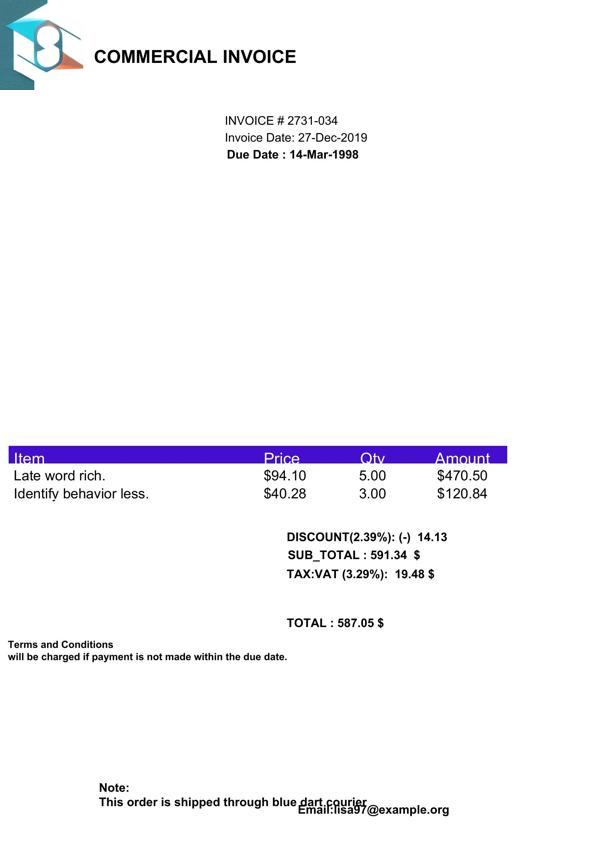 COMMERCIAL INVOICE
INVOICE # 2731-034
Invoice Date: 27-Dec-2019
Due Date : 14-Mar-1998
Item Price Qty Amount
Late word rich. $94.10 5.00 $470.50
Identify behavior less. $40.28 3.00 $120.84
DISCOUNT(2.39%): (-) 14.13
SUB_TOTAL : 591.34 $
TAX:VAT (3.29%): 19.48 $
TOTAL : 587.05 $
Terms and Conditions
will be charged if payment is not made within the due date.
Note:
This order is shipped through blue dart courier
Email:lisa97@example.org